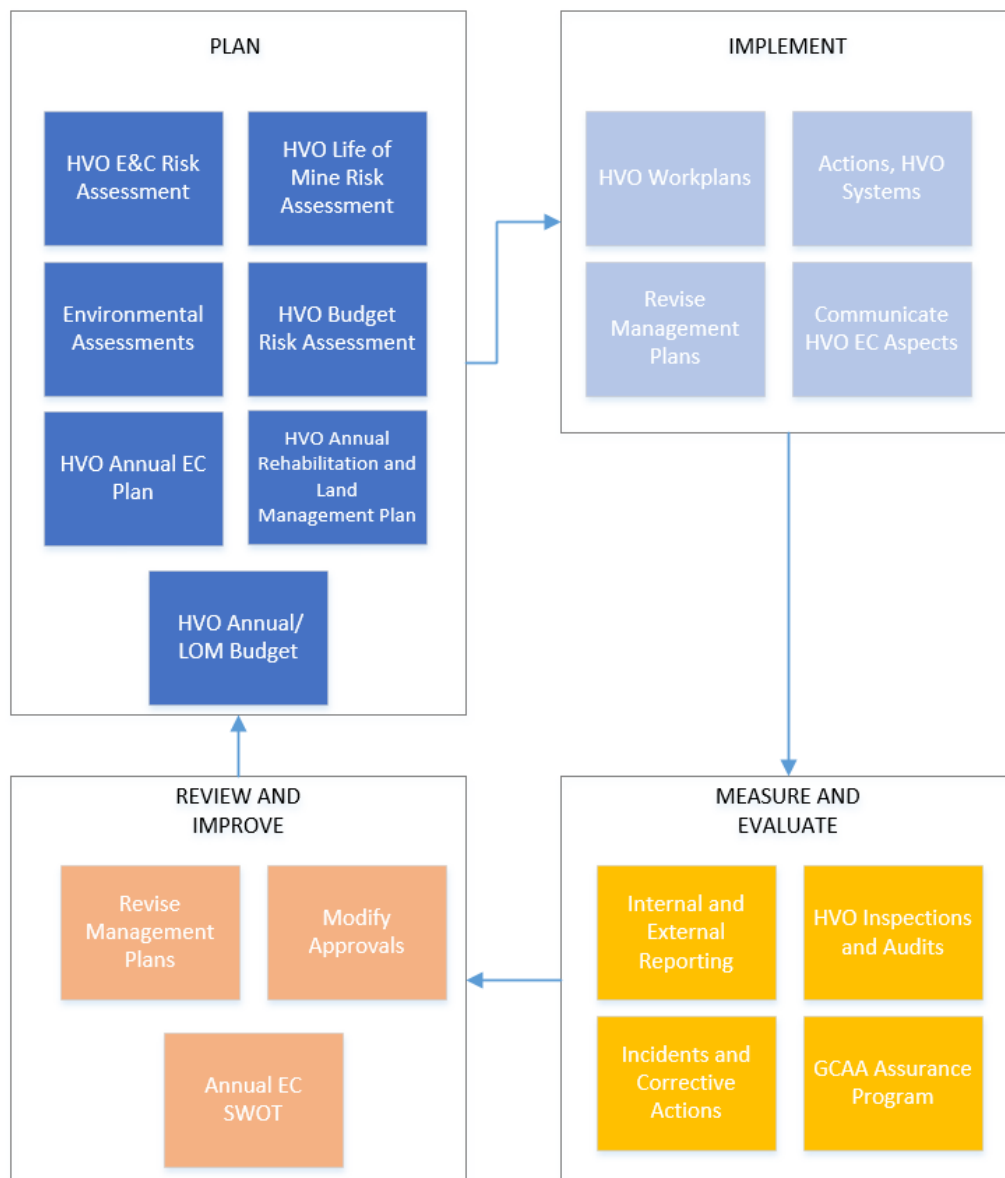 PLAN
HVO E&C Risk
Assessment
HVO Life of
Mine Risk
Assessment
Environmental
Assessments
HVO Budget
Risk Assessment
HVO Annual EC
Plan
HVO Annual
Rehabilitation and
Land
Management Plan
HVO Annual/
LOM Budget
IMPLEMENT
HVO Workplans
Actions, HVO
Systems
Revise
Management
Plans
Communicate
HVO EC Aspects
MEASURE AND
EVALUATE
Internal and
External
Reporting
HVO Inspections
and Audits
Incidents and
Corrective
Actions
GCAA Assurance
Program
REVIEW AND
IMPROVE
Revise
Management
Plans
Modify
Approvals
Annual EC
SWOT